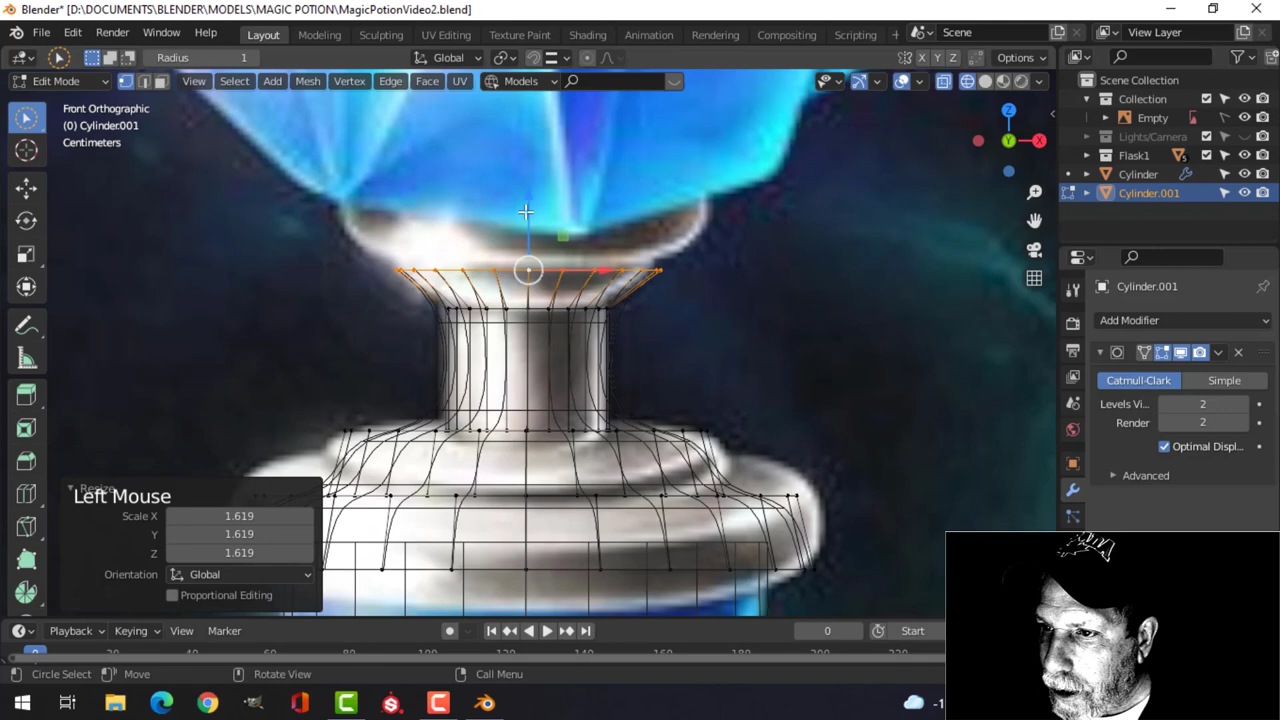 Blender* [D:\DOCUMENTS\BLENDER\MODELS\MAGIC POTION\MagicPotionVideo2.blend]
File Edit Render Window Help Layout Modeling Sculpting UV Editing Texture Paint Shading Animation Rendering Compositing Scripting + Scene View Layer
Radius 1 Global X Y Z Options
Edit Mode View Select Add Mesh Vertex Edge Face UV Models
Front Orthographic
(0) Cylinder.001
Centimeters
Z
X
Y
Scene Collection
Collection
Empty
Lights/Camera
Flask1 5
Cylinder
Cylinder.001
Cylinder.001
Add Modifier
Catmull-Clark Simple
Levels Vi... 2
Render 2
Optimal Displ...
Advanced
Left Mouse
Scale X 1.619
Y 1.619
Z 1.619
Orientation Global
Proportional Editing
Playback Keying View Marker 0 Start
Circle Select Move Rotate View Call Menu